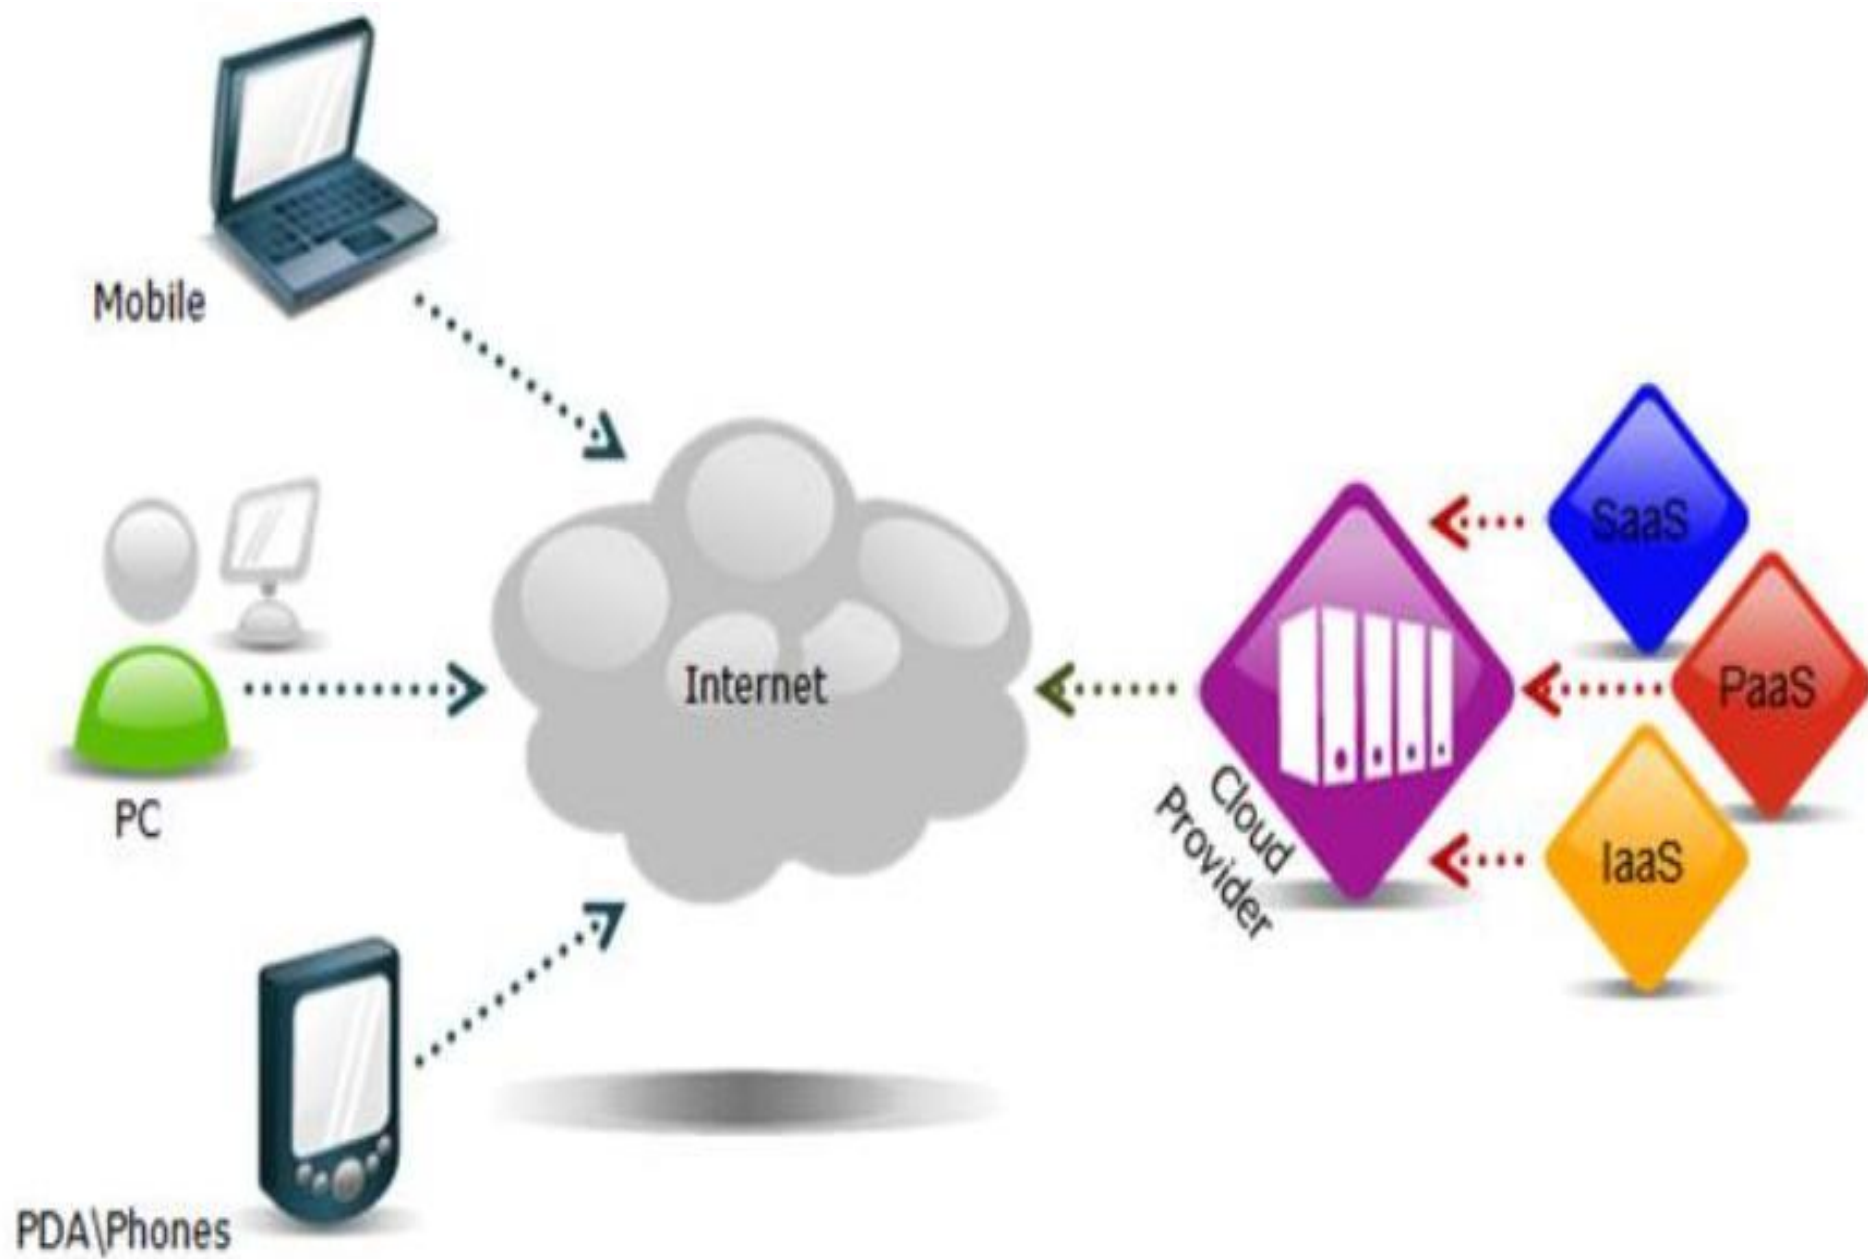 Mobile
SaaS
Internet
PaaS
PC
Cloud
Provider
IaaS
PDA\Phones